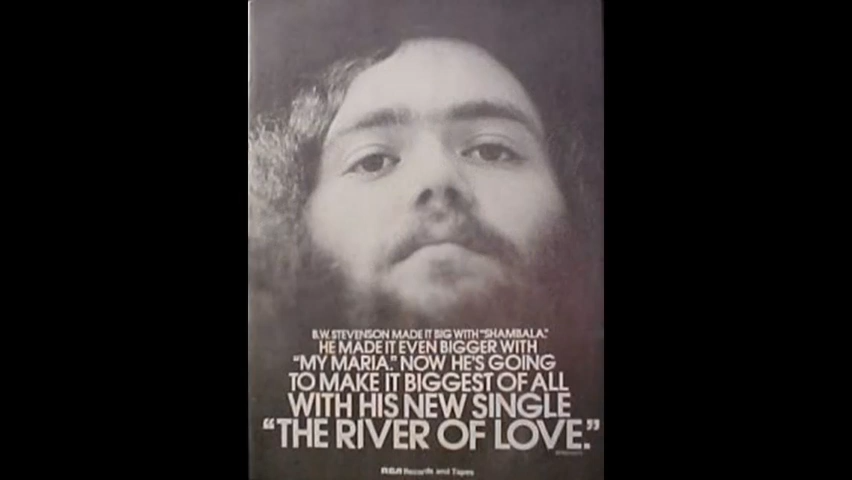 B.W. STEVENSON MADE IT BIG WITH "SHAMBALA."
HE MADE IT EVEN BIGGER WITH
"MY MARIA." NOW HE'S GOING
TO MAKE IT BIGGEST OF ALL
WITH HIS NEW SINGLE
"THE RIVER OF LOVE."
RCA Records and Tapes